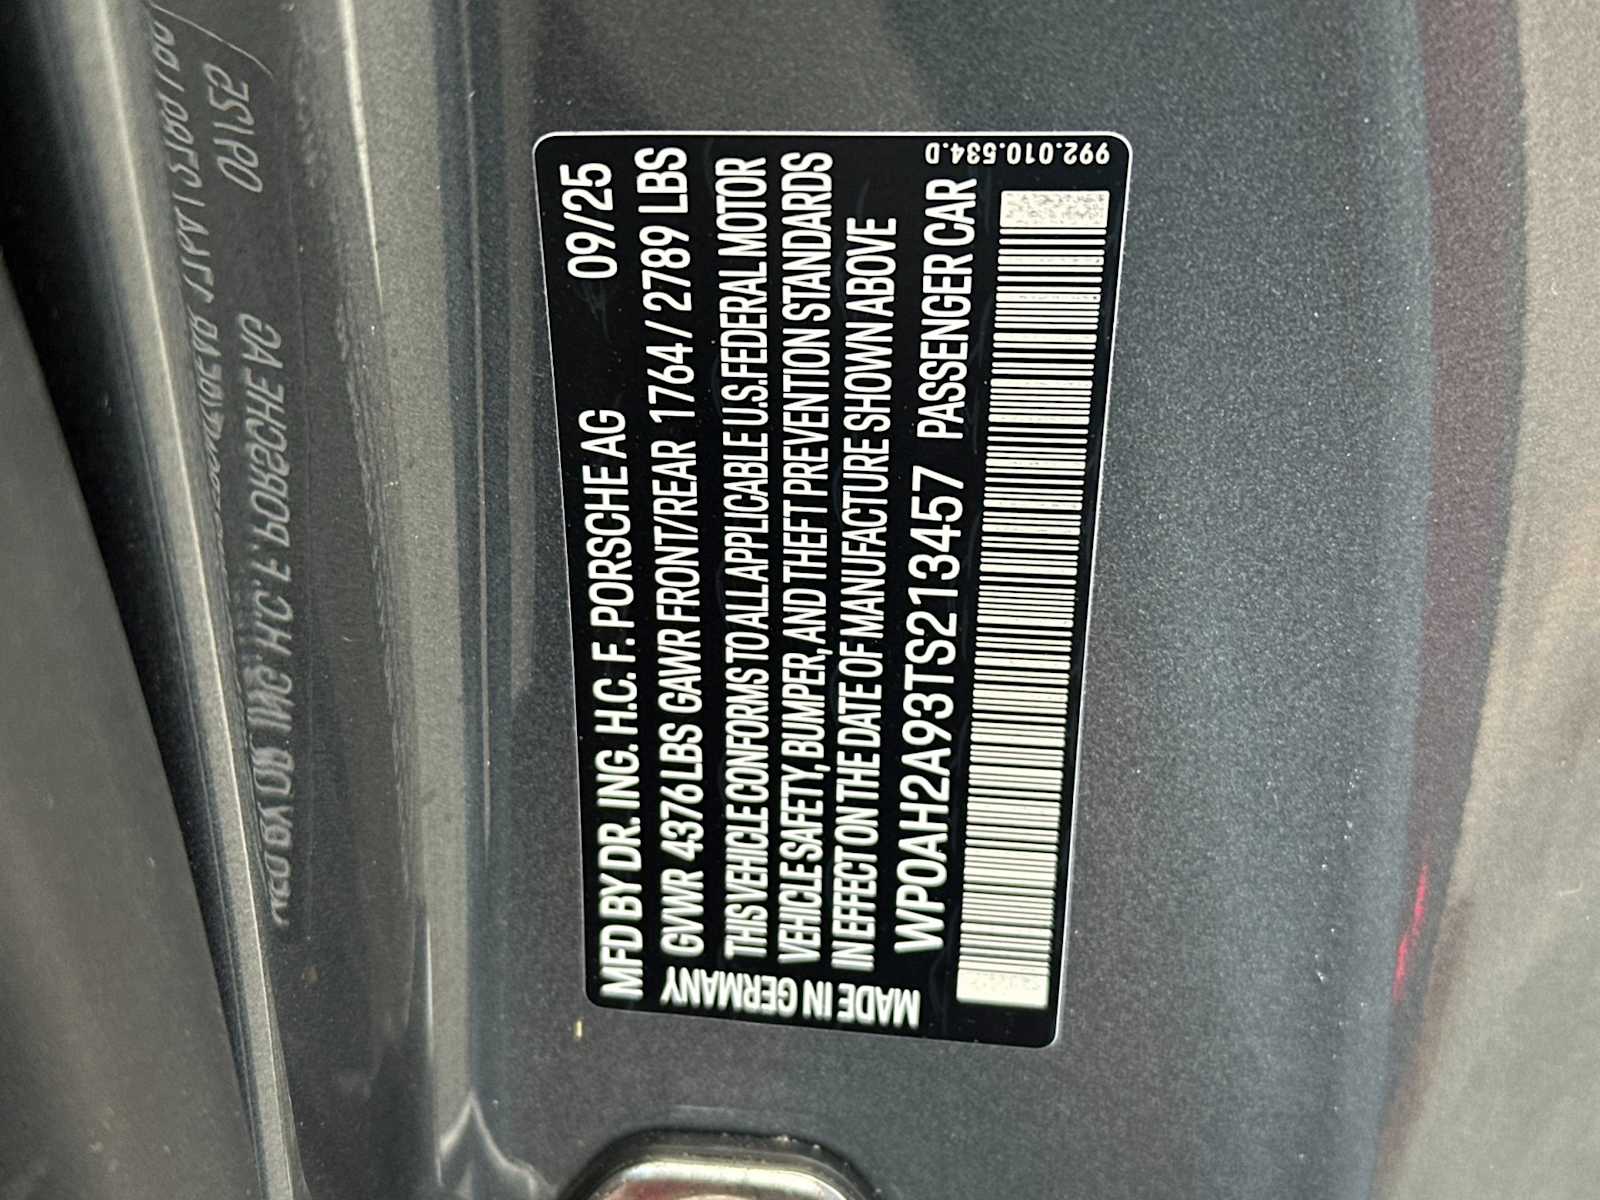 MFD BY DR. ING. H.C. F. PORSCHE AG 09/25
GVWR 4376 LBS GAWR FRONT/REAR 1764 / 2789 LBS
THIS VEHICLE CONFORMS TO ALL APPLICABLE U.S. FEDERAL MOTOR
VEHICLE SAFETY, BUMPER, AND THEFT PREVENTION STANDARDS
IN EFFECT ON THE DATE OF MANUFACTURE SHOWN ABOVE
WP0AH2A93TS213457 PASSENGER CAR
MADE IN GERMANY
992.010.534.D